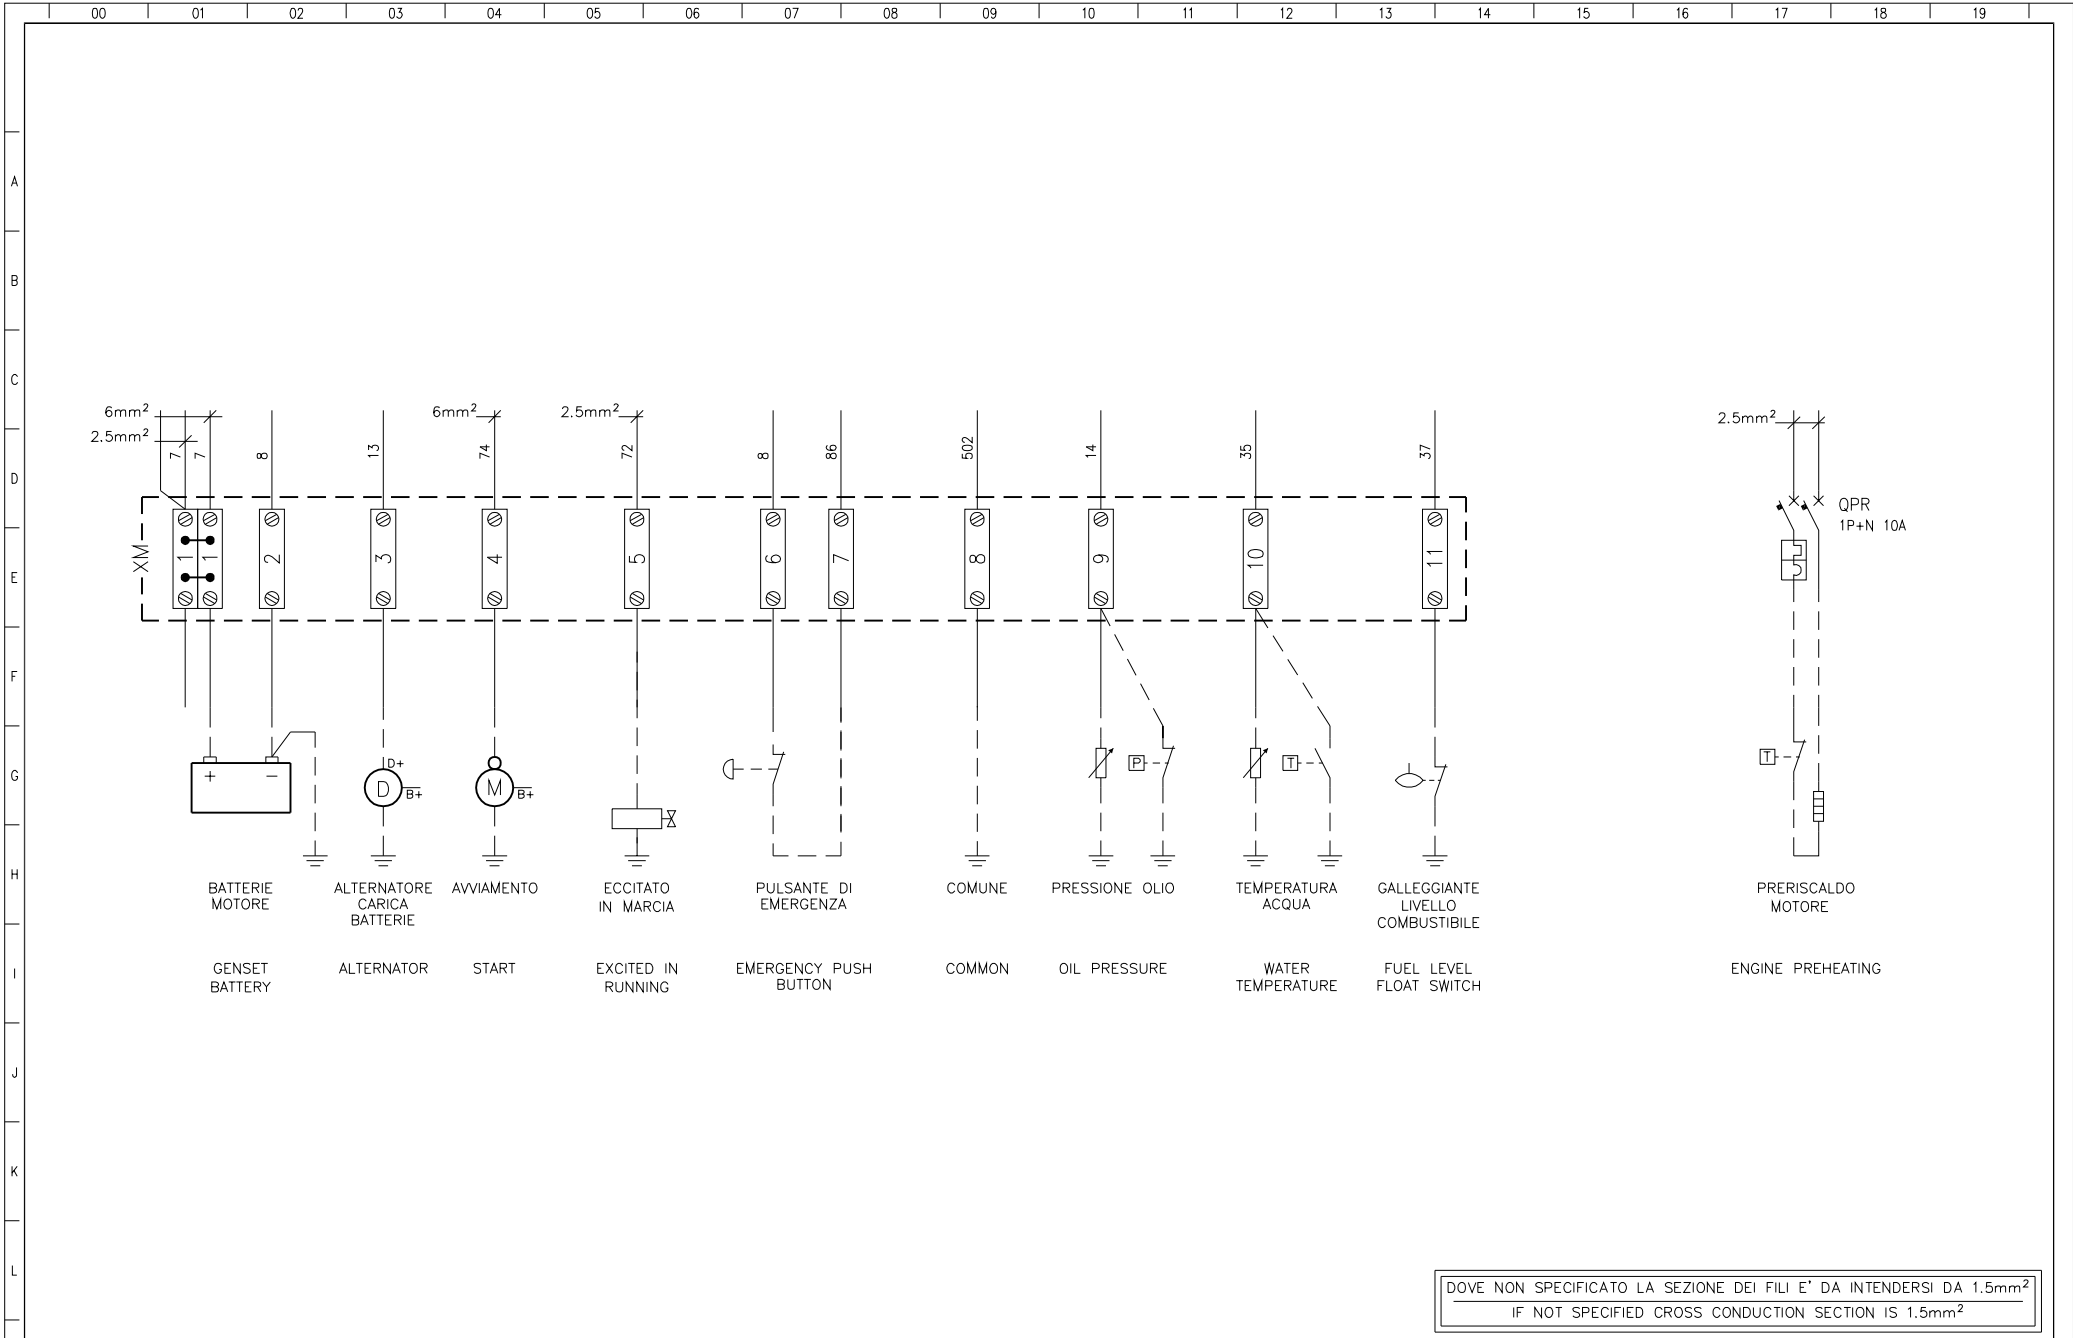 00 01 02 03 04 05 06 07 08 09 10 11 12 13 14 15 16 17 18 19
A
B
C
D
E
F
G
H
I
J
K
L
6mm²
2.5mm²
6mm²
2.5mm²
2.5mm²
7 7 8 13 74 72 8 86 502 14 35 37
XM
1 1 2 3 4 5 6 7 8 9 10 11
QPR
1P+N 10A
+ −
D+
D
B+
M
B+
P
T
T
BATTERIE
MOTORE
ALTERNATORE
CARICA
BATTERIE
AVVIAMENTO
ECCITATO
IN MARCIA
PULSANTE DI
EMERGENZA
COMUNE
PRESSIONE OLIO
TEMPERATURA
ACQUA
GALLEGGIANTE
LIVELLO
COMBUSTIBILE
PRERISCALDO
MOTORE
GENSET
BATTERY
ALTERNATOR
START
EXCITED IN
RUNNING
EMERGENCY PUSH
BUTTON
COMMON
OIL PRESSURE
WATER
TEMPERATURE
FUEL LEVEL
FLOAT SWITCH
ENGINE PREHEATING
DOVE NON SPECIFICATO LA SEZIONE DEI FILI E' DA INTENDERSI DA 1.5mm²
IF NOT SPECIFIED CROSS CONDUCTION SECTION IS 1.5mm²